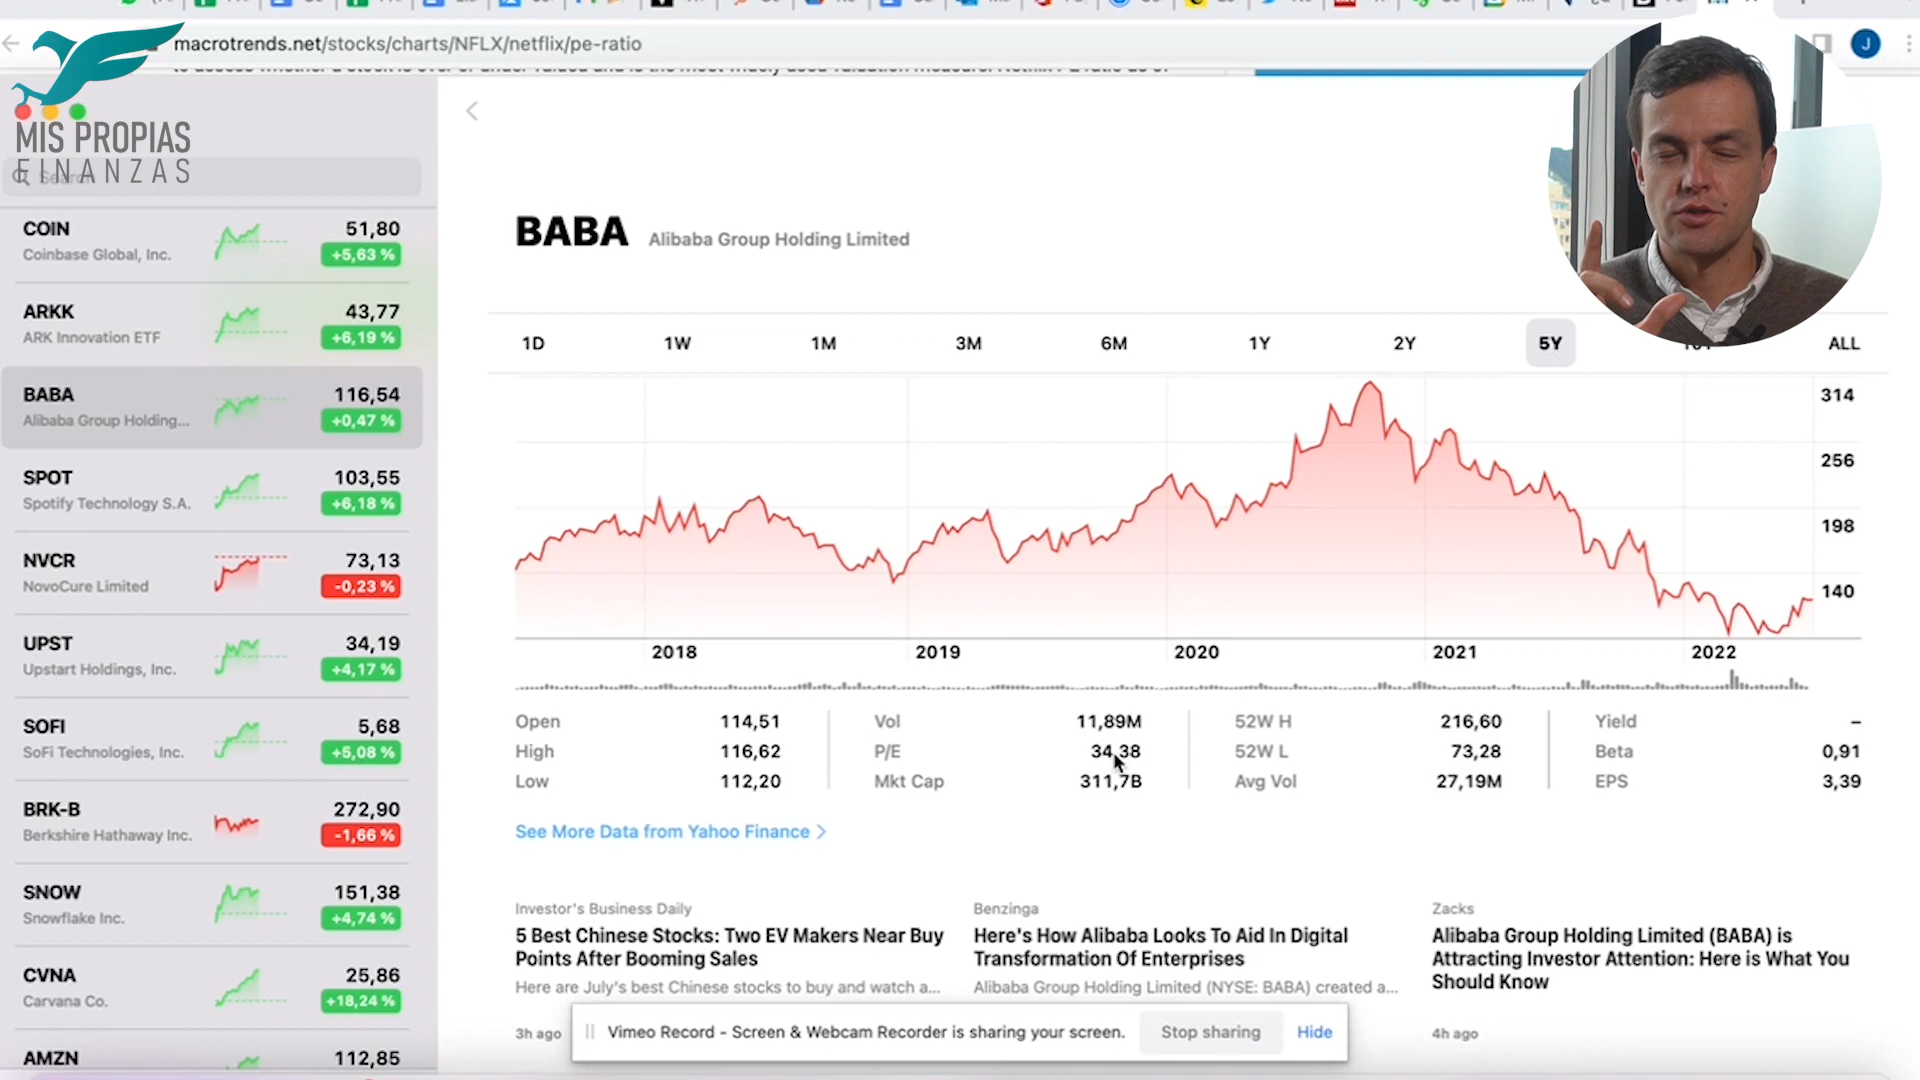 macrotrends.net/stocks/charts/NFLX/netflix/pe-ratio
J
MIS PROPIAS
FINANZAS
Search
COIN 51,80
Coinbase Global, Inc. +5,63 %
ARKK 43,77
ARK Innovation ETF +6,19 %
BABA 116,54
Alibaba Group Holding... +0,47 %
SPOT 103,55
Spotify Technology S.A. +6,18 %
NVCR 73,13
NovoCure Limited -0,23 %
UPST 34,19
Upstart Holdings, Inc. +4,17 %
SOFI 5,68
SoFi Technologies, Inc. +5,08 %
BRK-B 272,90
Berkshire Hathaway Inc. -1,66 %
SNOW 151,38
Snowflake Inc. +4,74 %
CVNA 25,86
Carvana Co. +18,24 %
AMZN 112,85
BABA Alibaba Group Holding Limited
1D 1W 1M 3M 6M 1Y 2Y 5Y ALL
314
256
198
140
2018 2019 2020 2021 2022
Open 114,51 Vol 11,89M 52W H 216,60 Yield –
High 116,62 P/E 34,38 52W L 73,28 Beta 0,91
Low 112,20 Mkt Cap 311,7B Avg Vol 27,19M EPS 3,39
See More Data from Yahoo Finance >
Investor's Business Daily
5 Best Chinese Stocks: Two EV Makers Near Buy
Points After Booming Sales
Here are July's best Chinese stocks to buy and watch a...
3h ago
Benzinga
Here's How Alibaba Looks To Aid In Digital
Transformation Of Enterprises
Alibaba Group Holding Limited (NYSE: BABA) created a...
Zacks
Alibaba Group Holding Limited (BABA) is
Attracting Investor Attention: Here is What You
Should Know
4h ago
Vimeo Record - Screen & Webcam Recorder is sharing your screen. Stop sharing Hide